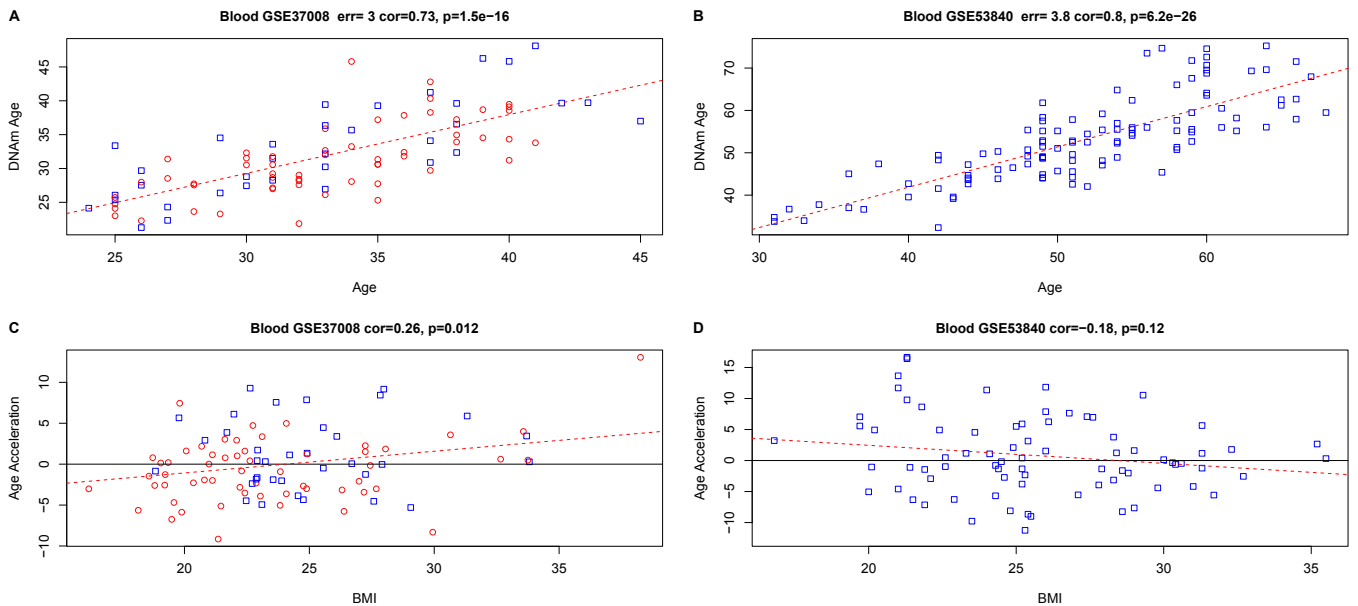 A
Blood GSE37008 err= 3 cor=0.73, p=1.5e−16
DNAm Age
25
30
35
40
45
25
30
35
40
45
Age
B
Blood GSE53840 err= 3.8 cor=0.8, p=6.2e−26
DNAm Age
40
50
60
70
30
40
50
60
Age
C
Blood GSE37008 cor=0.26, p=0.012
Age Acceleration
−10
−5
0
5
10
20
25
30
35
BMI
D
Blood GSE53840 cor=−0.18, p=0.12
Age Acceleration
−10
−5
0
5
10
15
20
25
30
35
BMI